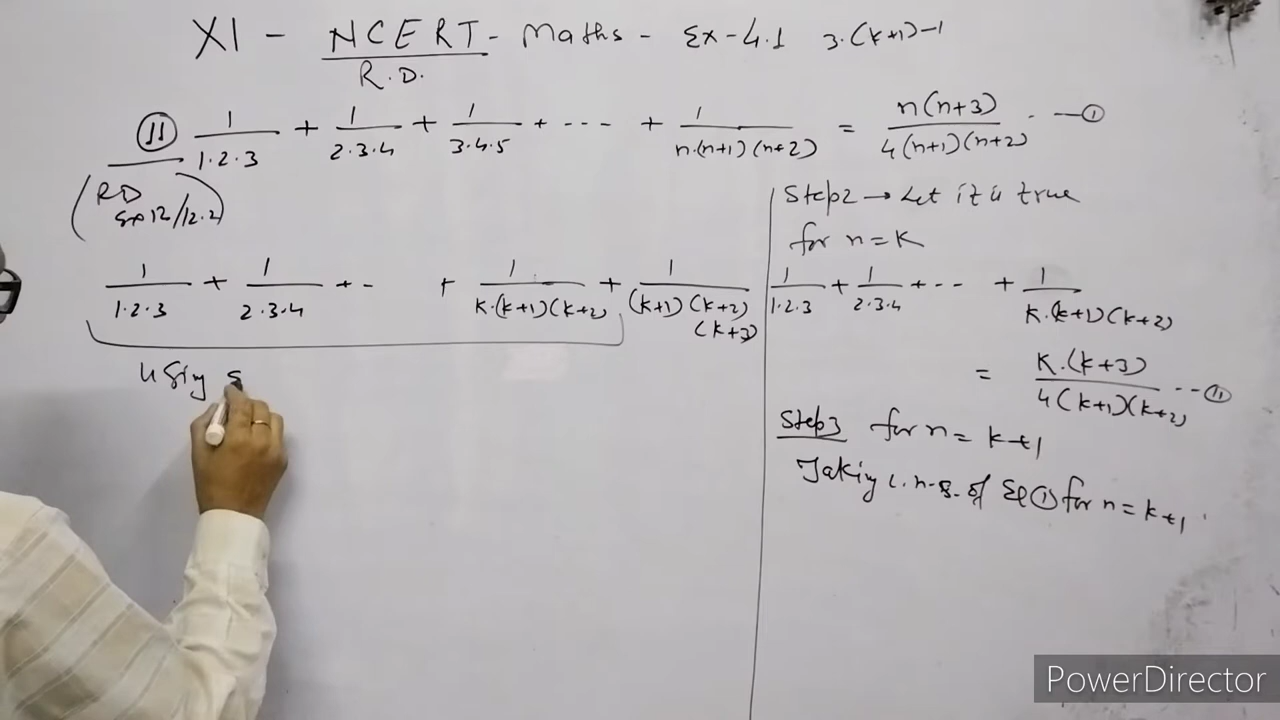 XI - NCERT - Maths - Ex-4.1 3.(k+1)-1
R.D.
(11) 1/1.2.3 + 1/2.3.4 + 1/3.4.5 + ---- + 1/n.(n+1)(n+2) = n(n+3)/4(n+1)(n+2) --- (1)
(RD
12/12.2)
1/1.2.3 + 1/2.3.4 + -- + 1/K.(k+1)(k+2) + 1/(k+1)(k+2)(k+3)
using
Step2 → Let it is true
for n=K
1/1.2.3 + 1/2.3.4 + --- + 1/K.(k+1)(k+2)
= K.(k+3)/4(k+1)(k+2) --- (11)
Step3 for n = k+1
Taking L.H.S. of Eq (1) for n = k+1
PowerDirector